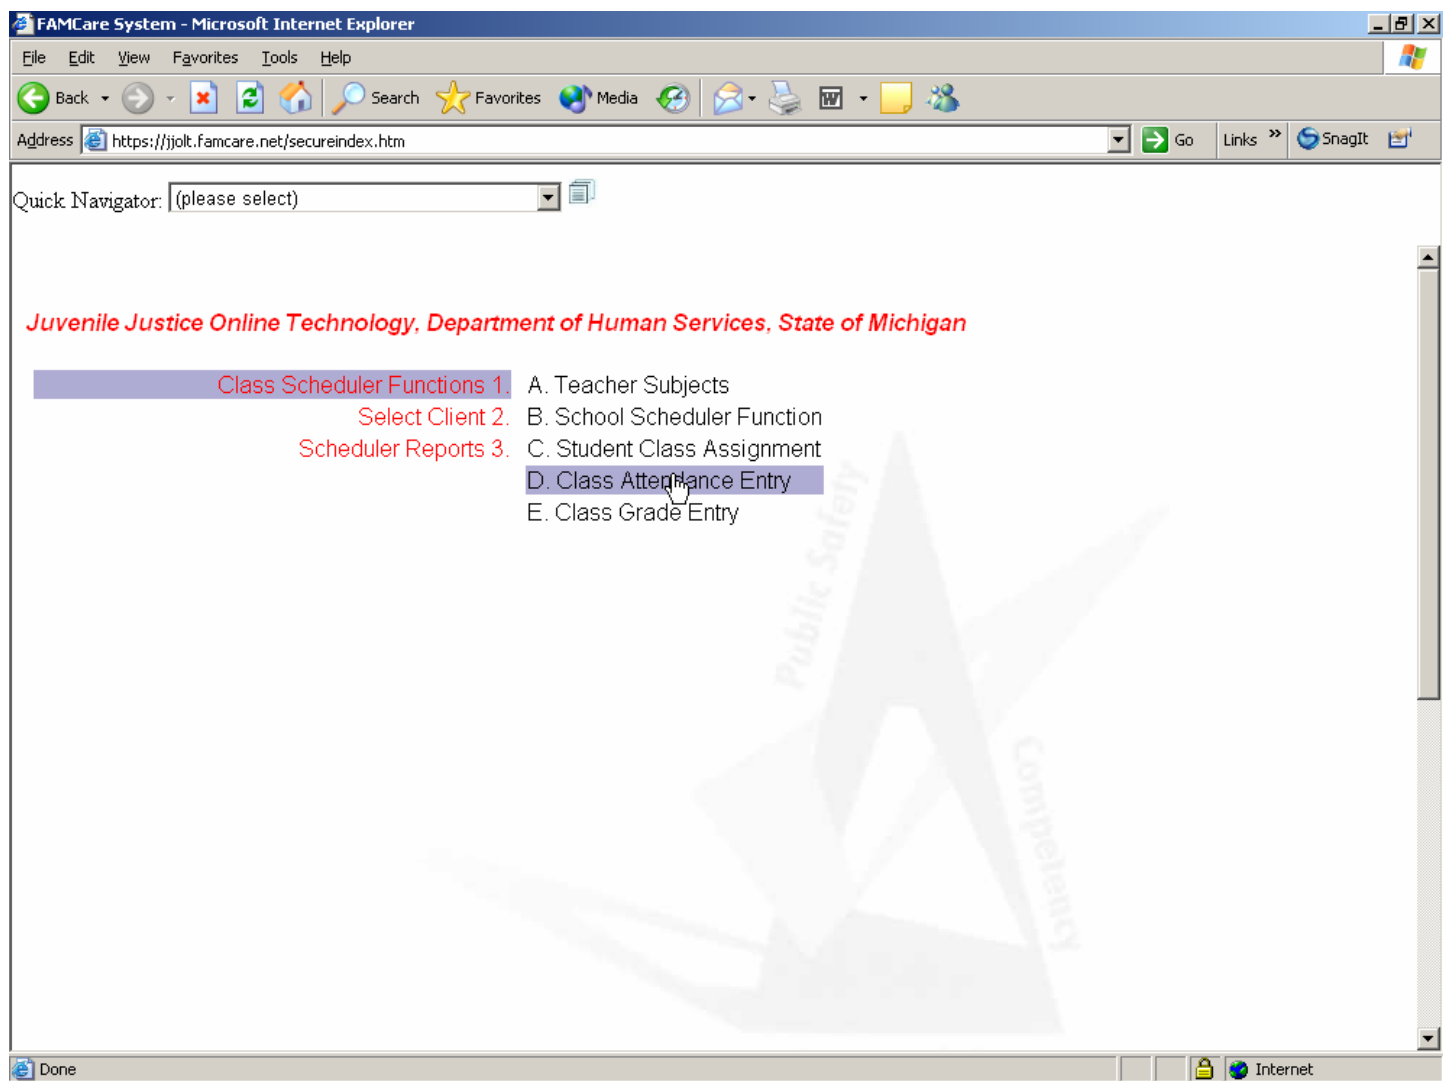 FAMCare System - Microsoft Internet Explorer
File Edit View Favorites Tools Help
Back Search Favorites Media
Address https://jjolt.famcare.net/secureindex.htm Go Links » SnagIt
Quick Navigator: (please select)
Juvenile Justice Online Technology, Department of Human Services, State of Michigan
Class Scheduler Functions 1. A. Teacher Subjects
Select Client 2. B. School Scheduler Function
Scheduler Reports 3. C. Student Class Assignment
D. Class Attendance Entry
E. Class Grade Entry
Public Safety
Competency
Done Internet